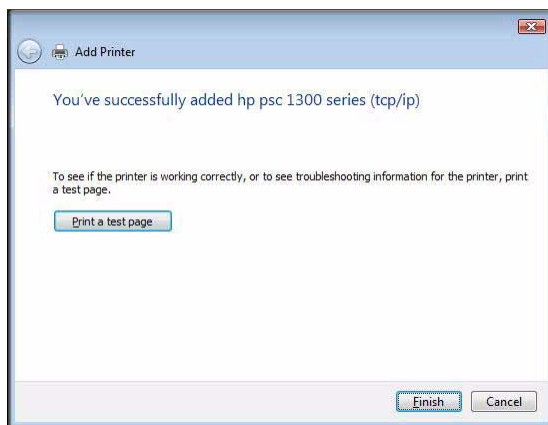 Add Printer
You've successfully added hp psc 1300 series (tcp/ip)
To see if the printer is working correctly, or to see troubleshooting information for the printer, print
a test page.
Print a test page
Finish Cancel